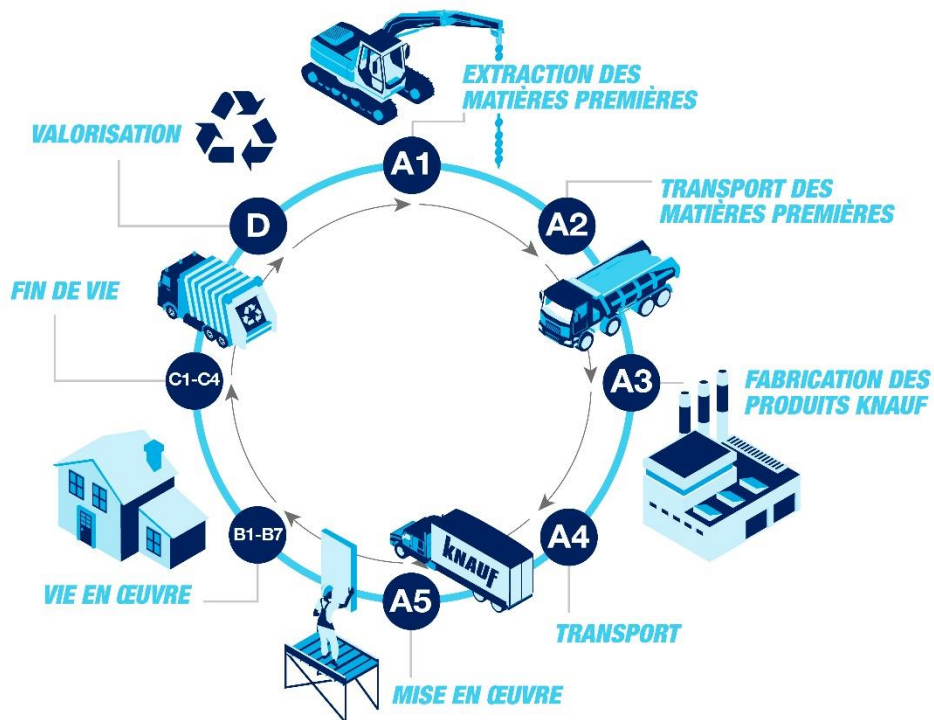 A1
EXTRACTION DES
MATIÈRES PREMIÈRES
A2
TRANSPORT DES
MATIÈRES PREMIÈRES
A3
FABRICATION DES
PRODUITS KNAUF
A4
TRANSPORT
KNAUF
A5
MISE EN ŒUVRE
B1-B7
VIE EN ŒUVRE
C1-C4
FIN DE VIE
D
VALORISATION